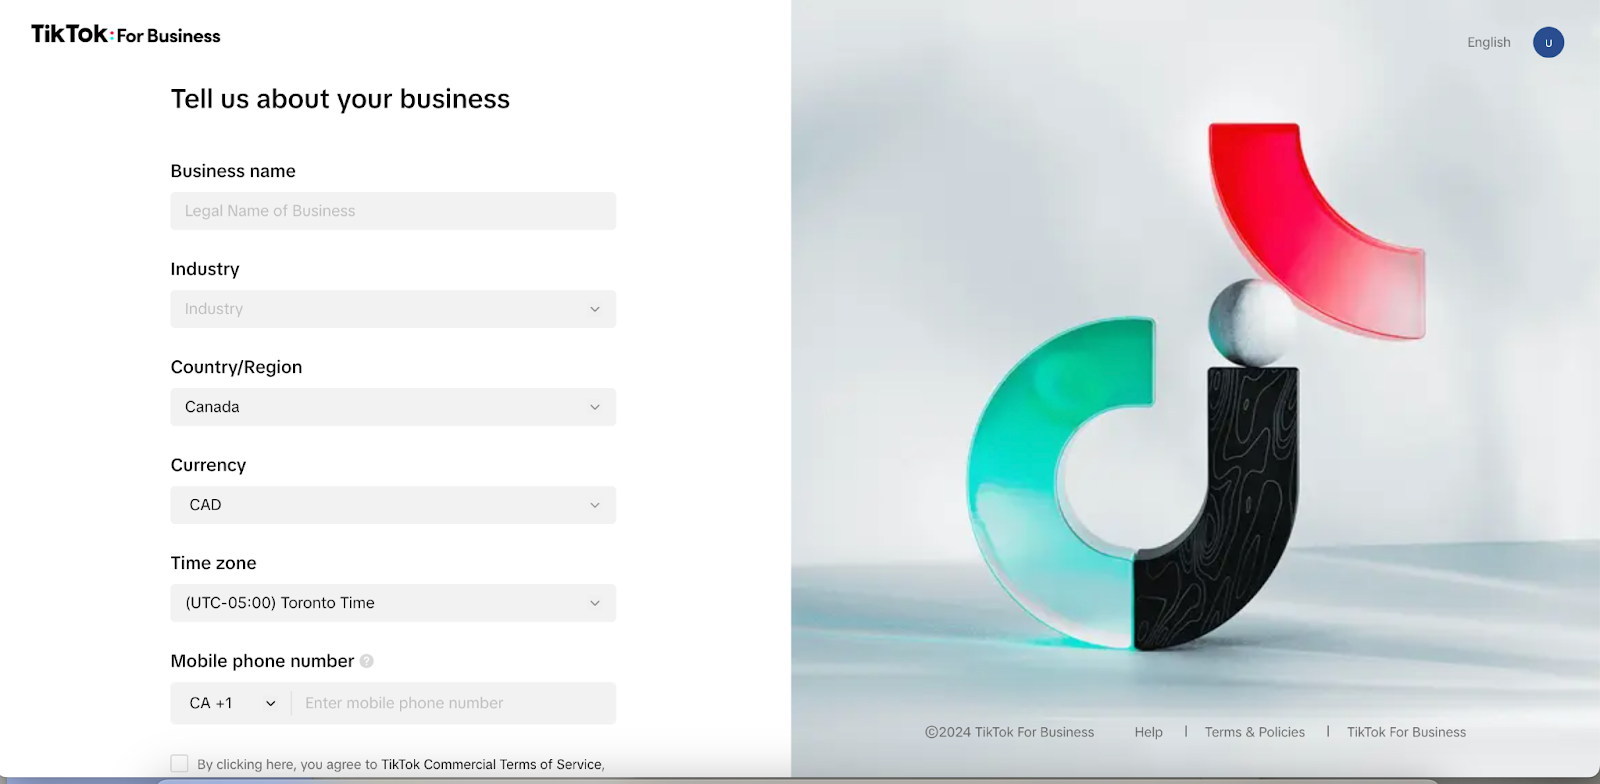 TikTok: For Business
English
U
Tell us about your business
Business name
Legal Name of Business
Industry
Industry
Country/Region
Canada
Currency
CAD
Time zone
(UTC-05:00) Toronto Time
Mobile phone number ?
CA +1 Enter mobile phone number
By clicking here, you agree to TikTok Commercial Terms of Service,
©2024 TikTok For Business Help | Terms & Policies | TikTok For Business